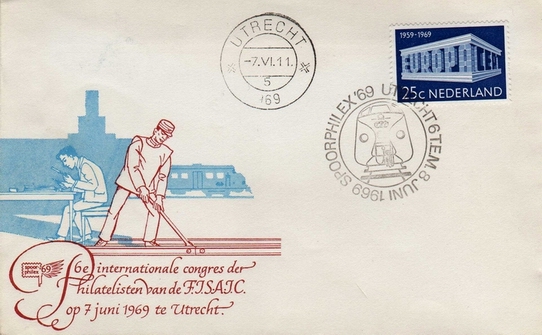 UTRECHT
-7.VI.11.
5
1969
1959-1969
EUROPA CEPT
25c NEDERLAND
SPOORPHILEX '69 UTRECHT 6 T.E.M. 8 JUNI 1969
spoor
philex '69
6e internationale congres der
Philatelisten van de F.I.S.A.I.C.
op 7 juni 1969 te Utrecht.